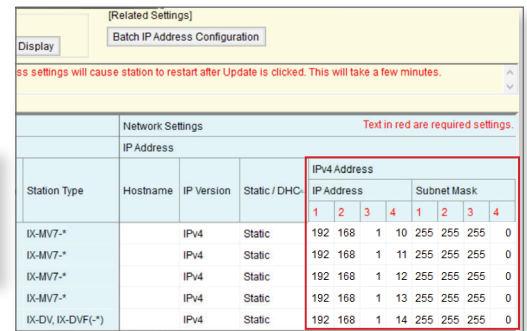 [Related Settings]
Display
Batch IP Address Configuration
ss settings will cause station to restart after Update is clicked. This will take a few minutes.
Network Settings
Text in red are required settings.
IP Address
IPv4 Address
Station Type
Hostname
IP Version
Static / DHC
IP Address
Subnet Mask
1 2 3 4 1 2 3 4
IX-MV7-* IPv4 Static 192 168 1 10 255 255 255 0
IX-MV7-* IPv4 Static 192 168 1 11 255 255 255 0
IX-MV7-* IPv4 Static 192 168 1 12 255 255 255 0
IX-MV7-* IPv4 Static 192 168 1 13 255 255 255 0
IX-DV, IX-DVF(-*) IPv4 Static 192 168 1 14 255 255 255 0